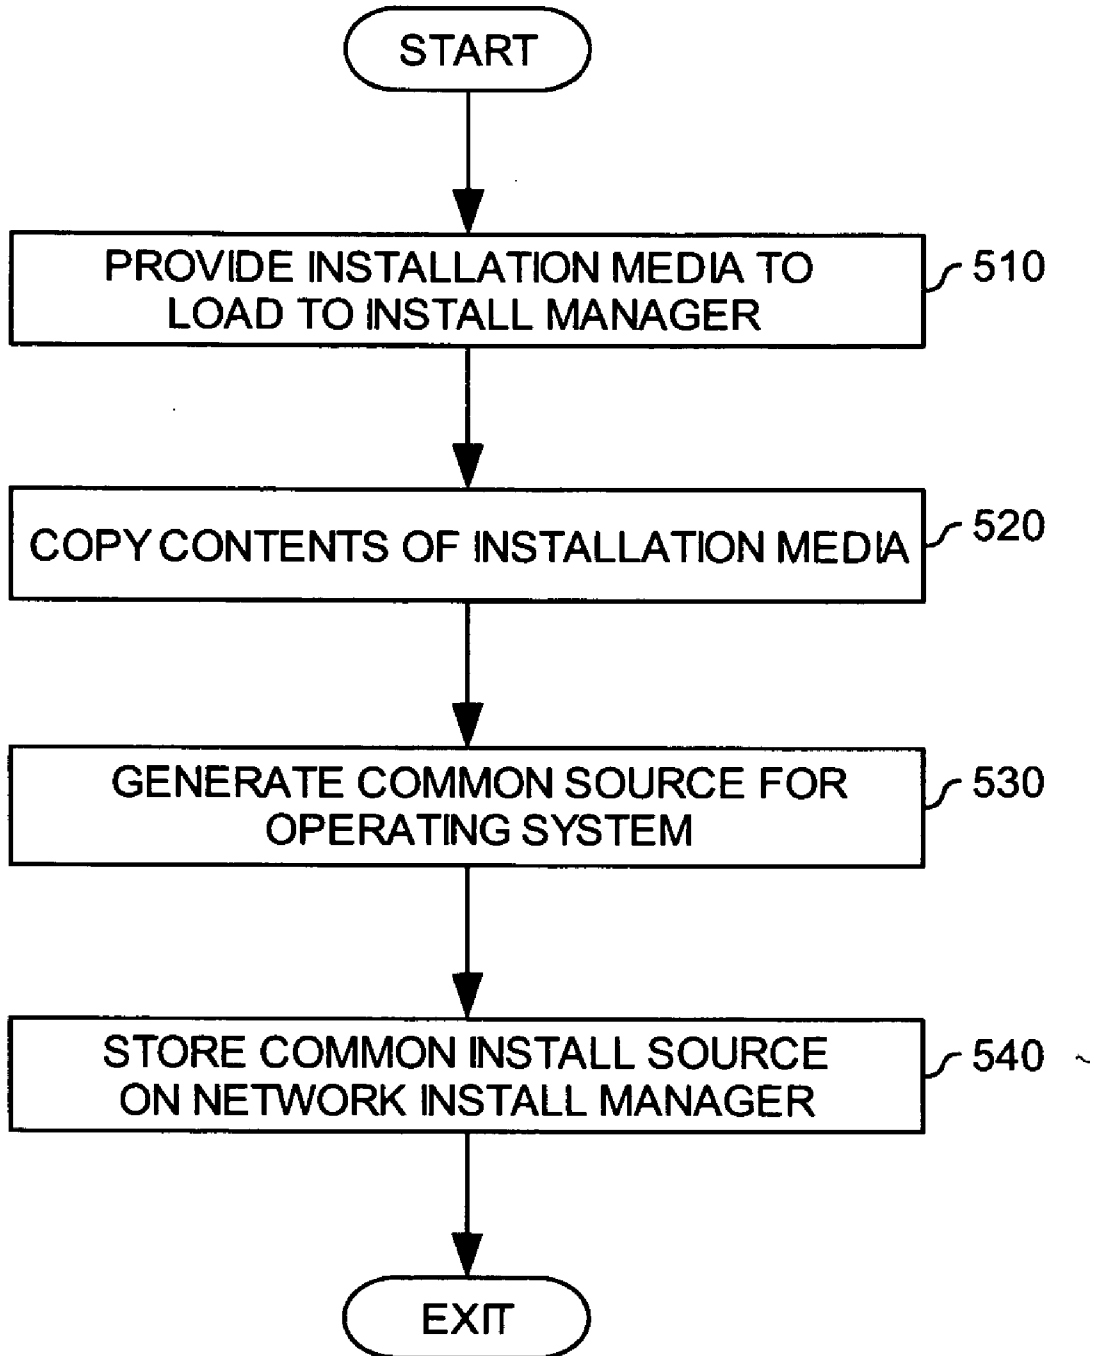 START
PROVIDE INSTALLATION MEDIA TO
LOAD TO INSTALL MANAGER
510
COPY CONTENTS OF INSTALLATION MEDIA
520
GENERATE COMMON SOURCE FOR
OPERATING SYSTEM
530
STORE COMMON INSTALL SOURCE
ON NETWORK INSTALL MANAGER
540
EXIT